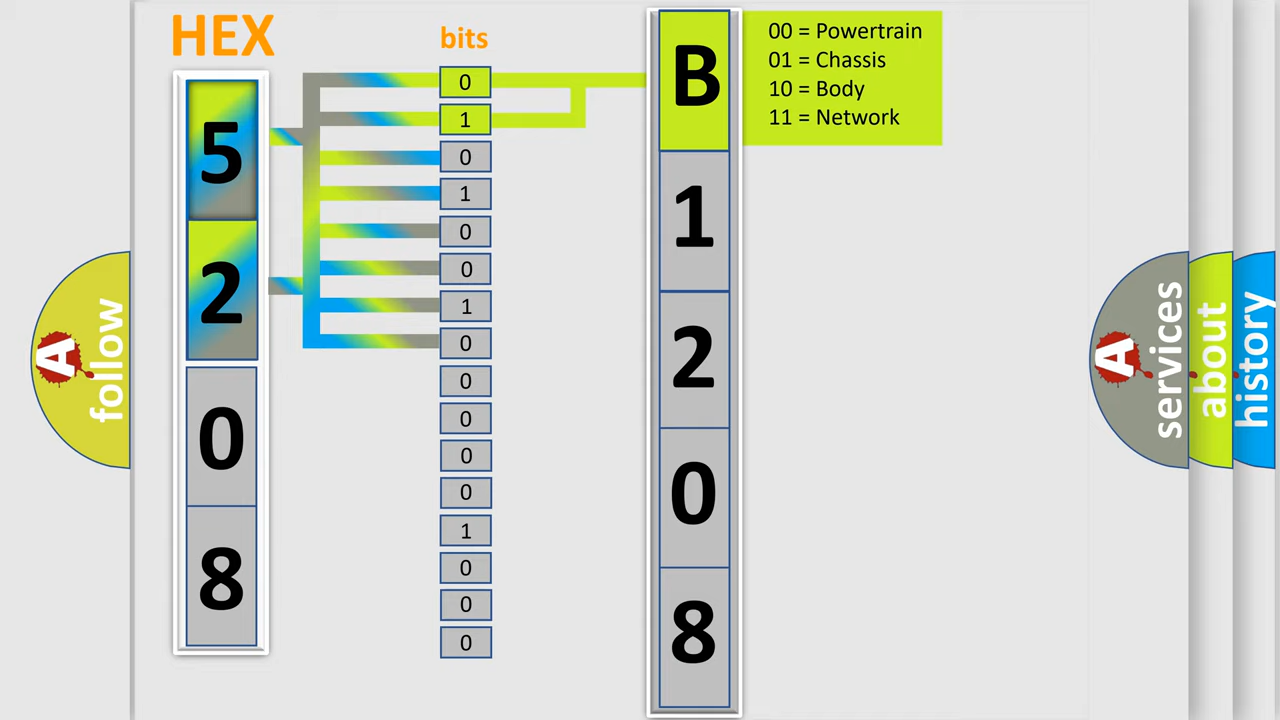 HEX
5
2
0
8
bits
0
1
0
1
0
0
1
0
0
0
0
0
1
0
0
0
B
1
2
0
8
00 = Powertrain
01 = Chassis
10 = Body
11 = Network
A follow
A services
about
history